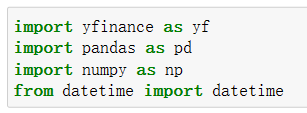 import yfinance as yf
import pandas as pd
import numpy as np
from datetime import datetime